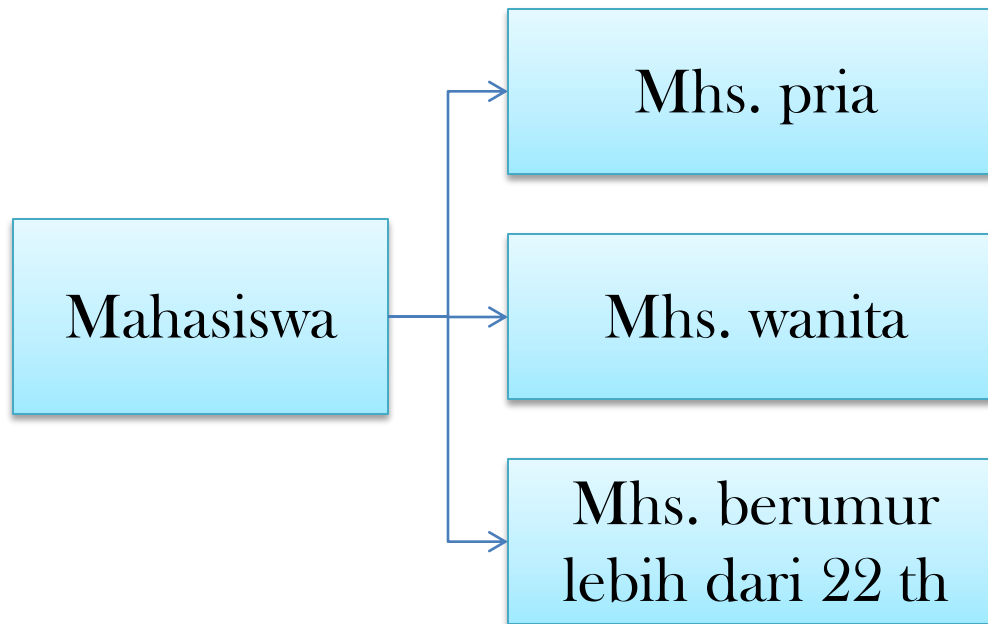 Mahasiswa
Mhs. pria
Mhs. wanita
Mhs. berumur
lebih dari 22 th